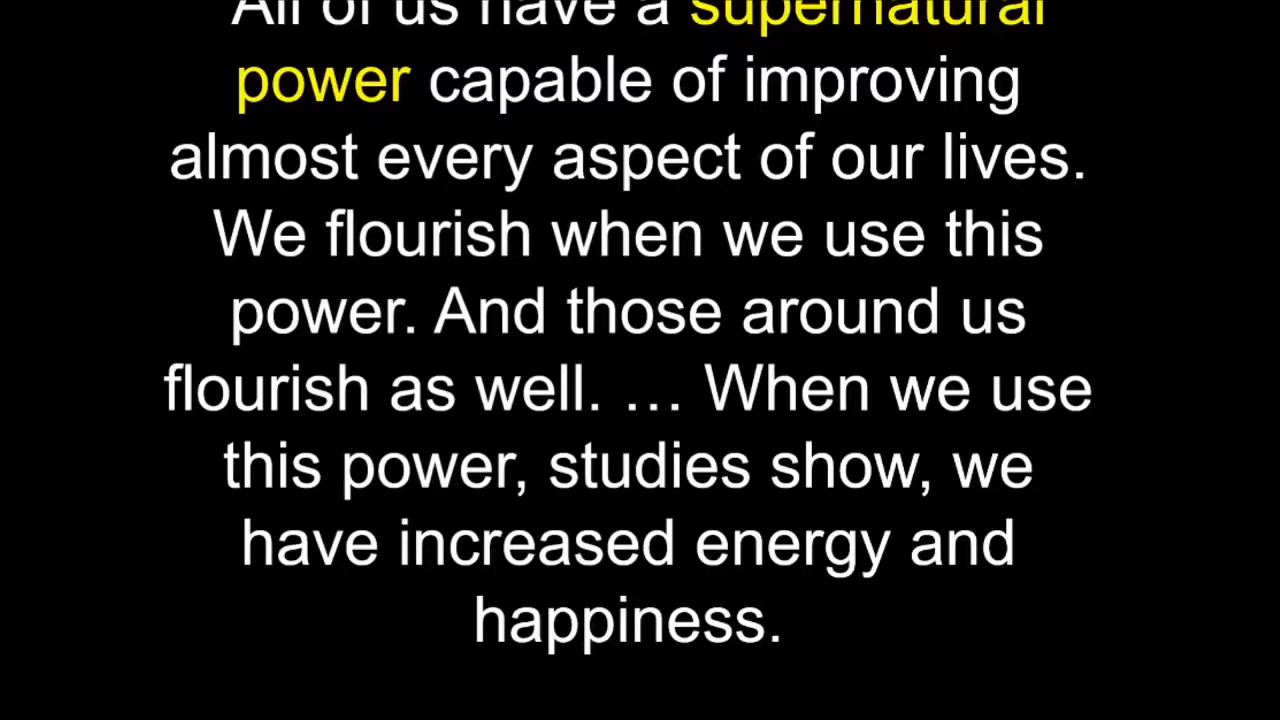 All of us have a supernatural
power capable of improving
almost every aspect of our lives.
We flourish when we use this
power. And those around us
flourish as well. … When we use
this power, studies show, we
have increased energy and
happiness.